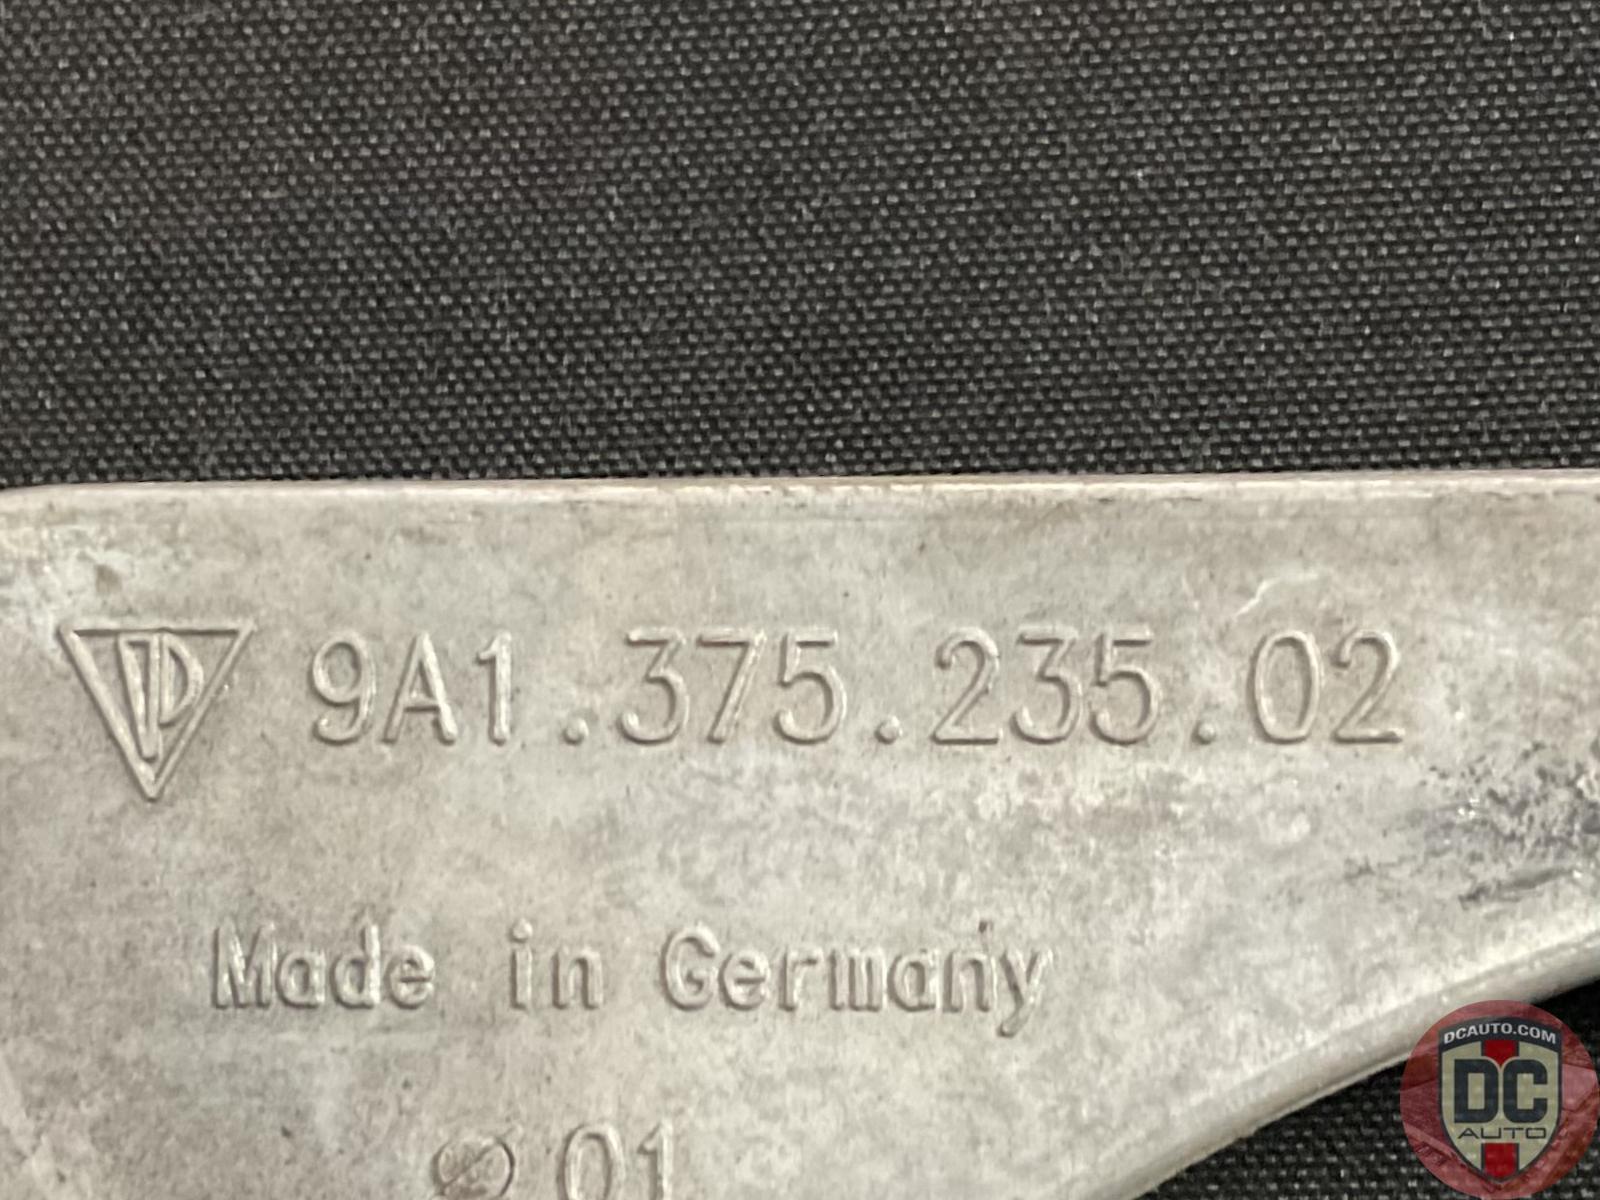 9A1.375.235.02
Made in Germany
01
DCAUTO.COM
DC
AUTO